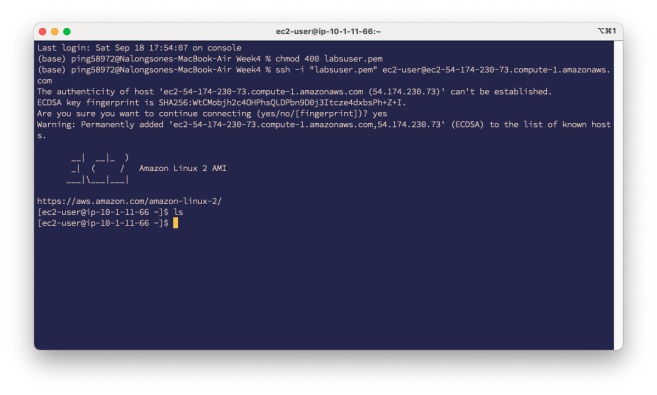 ec2-user@ip-10-1-11-66:~
⌥⌘1
Last login: Sat Sep 18 17:54:07 on console
(base) ping58972@Nalongsones-MacBook-Air Week4 % chmod 400 labsuser.pem
(base) ping58972@Nalongsones-MacBook-Air Week4 % ssh -i "labsuser.pem" ec2-user@ec2-54-174-230-73.compute-1.amazonaws.
com
The authenticity of host 'ec2-54-174-230-73.compute-1.amazonaws.com (54.174.230.73)' can't be established.
ECDSA key fingerprint is SHA256:WtCMobjh2c4OHPhsQLDPbn9D0j3Itcze4dxbsPh+Z+I.
Are you sure you want to continue connecting (yes/no/[fingerprint])? yes
Warning: Permanently added 'ec2-54-174-230-73.compute-1.amazonaws.com,54.174.230.73' (ECDSA) to the list of known host
s.
__|  __|_  )
_|  (     /   Amazon Linux 2 AMI
___|\___|___|
https://aws.amazon.com/amazon-linux-2/
[ec2-user@ip-10-1-11-66 ~]$ ls
[ec2-user@ip-10-1-11-66 ~]$